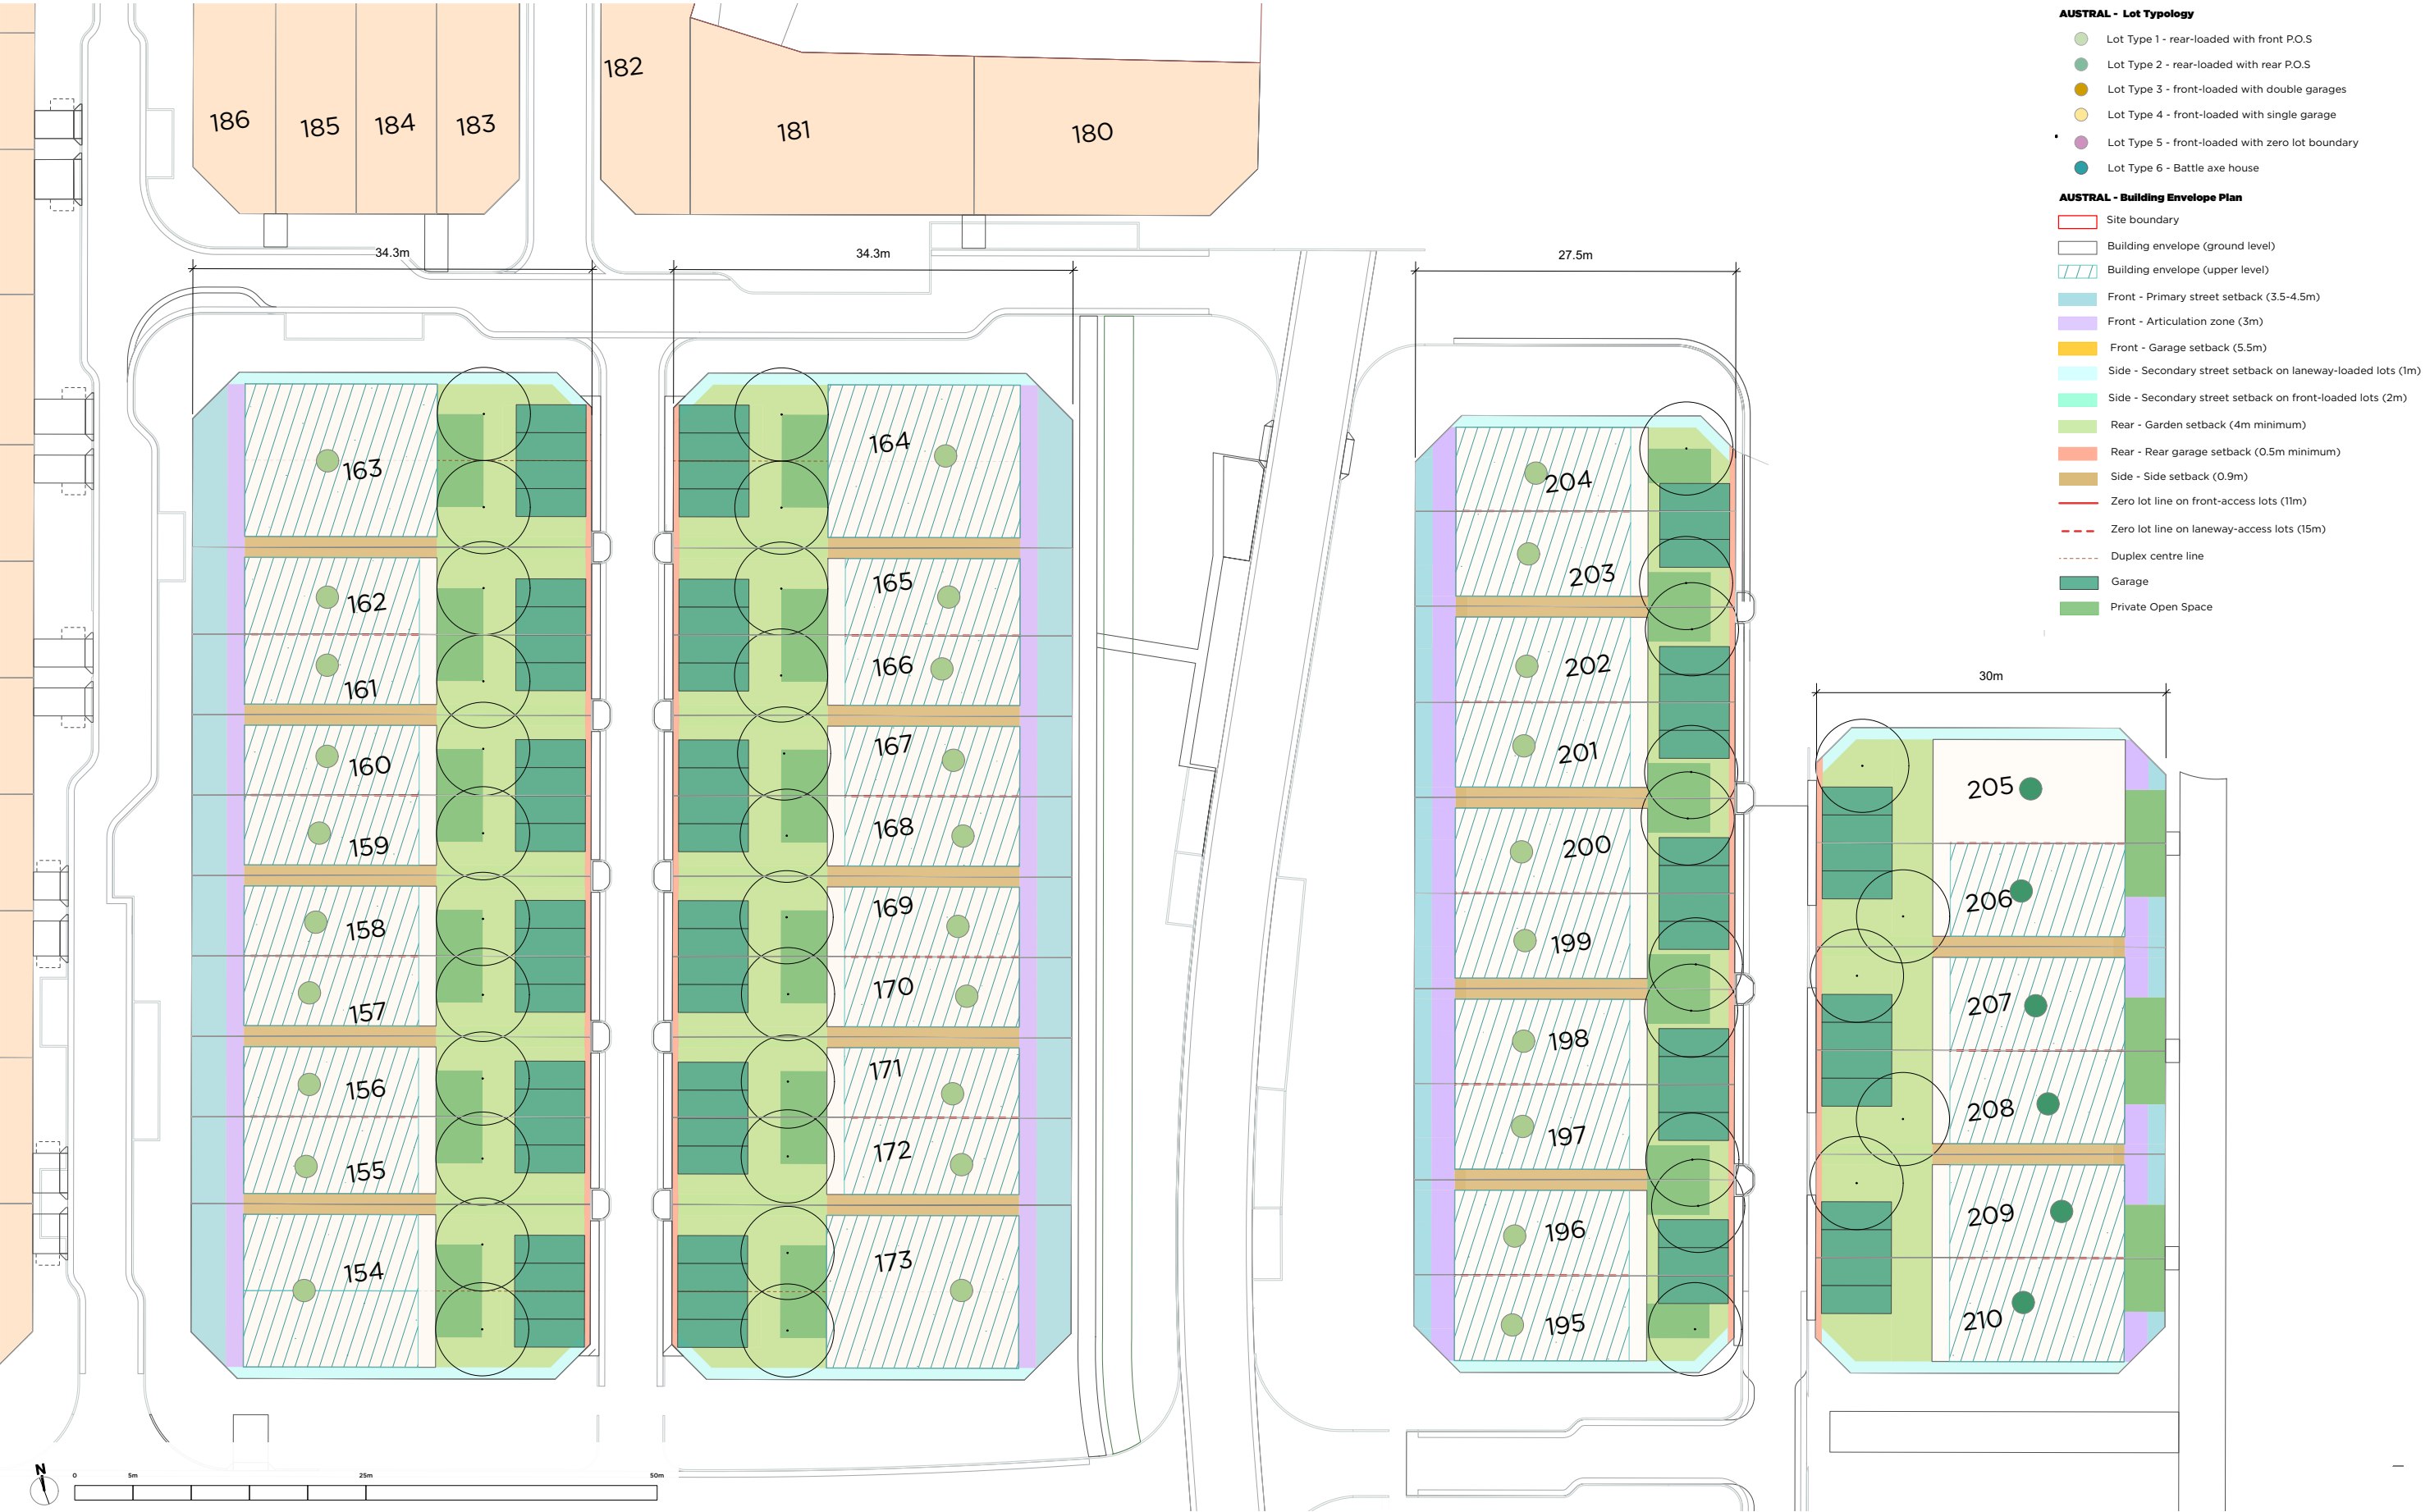 AUSTRAL - Lot Typology
Lot Type 1 - rear-loaded with front P.O.S
Lot Type 2 - rear-loaded with rear P.O.S
Lot Type 3 - front-loaded with double garages
Lot Type 4 - front-loaded with single garage
Lot Type 5 - front-loaded with zero lot boundary
Lot Type 6 - Battle axe house
AUSTRAL - Building Envelope Plan
Site boundary
Building envelope (ground level)
Building envelope (upper level)
Front - Primary street setback (3.5-4.5m)
Front - Articulation zone (3m)
Front - Garage setback (5.5m)
Side - Secondary street setback on laneway-loaded lots (1m)
Side - Secondary street setback on front-loaded lots (2m)
Rear - Garden setback (4m minimum)
Rear - Rear garage setback (0.5m minimum)
Side - Side setback (0.9m)
Zero lot line on front-access lots (11m)
Zero lot line on laneway-access lots (15m)
Duplex centre line
Garage
Private Open Space
186
185
184
183
182
181
180
34.3m
34.3m
27.5m
30m
163
162
161
160
159
158
157
156
155
154
164
165
166
167
168
169
170
171
172
173
204
203
202
201
200
199
198
197
196
195
205
206
207
208
209
210
N
0
5m
25m
50m